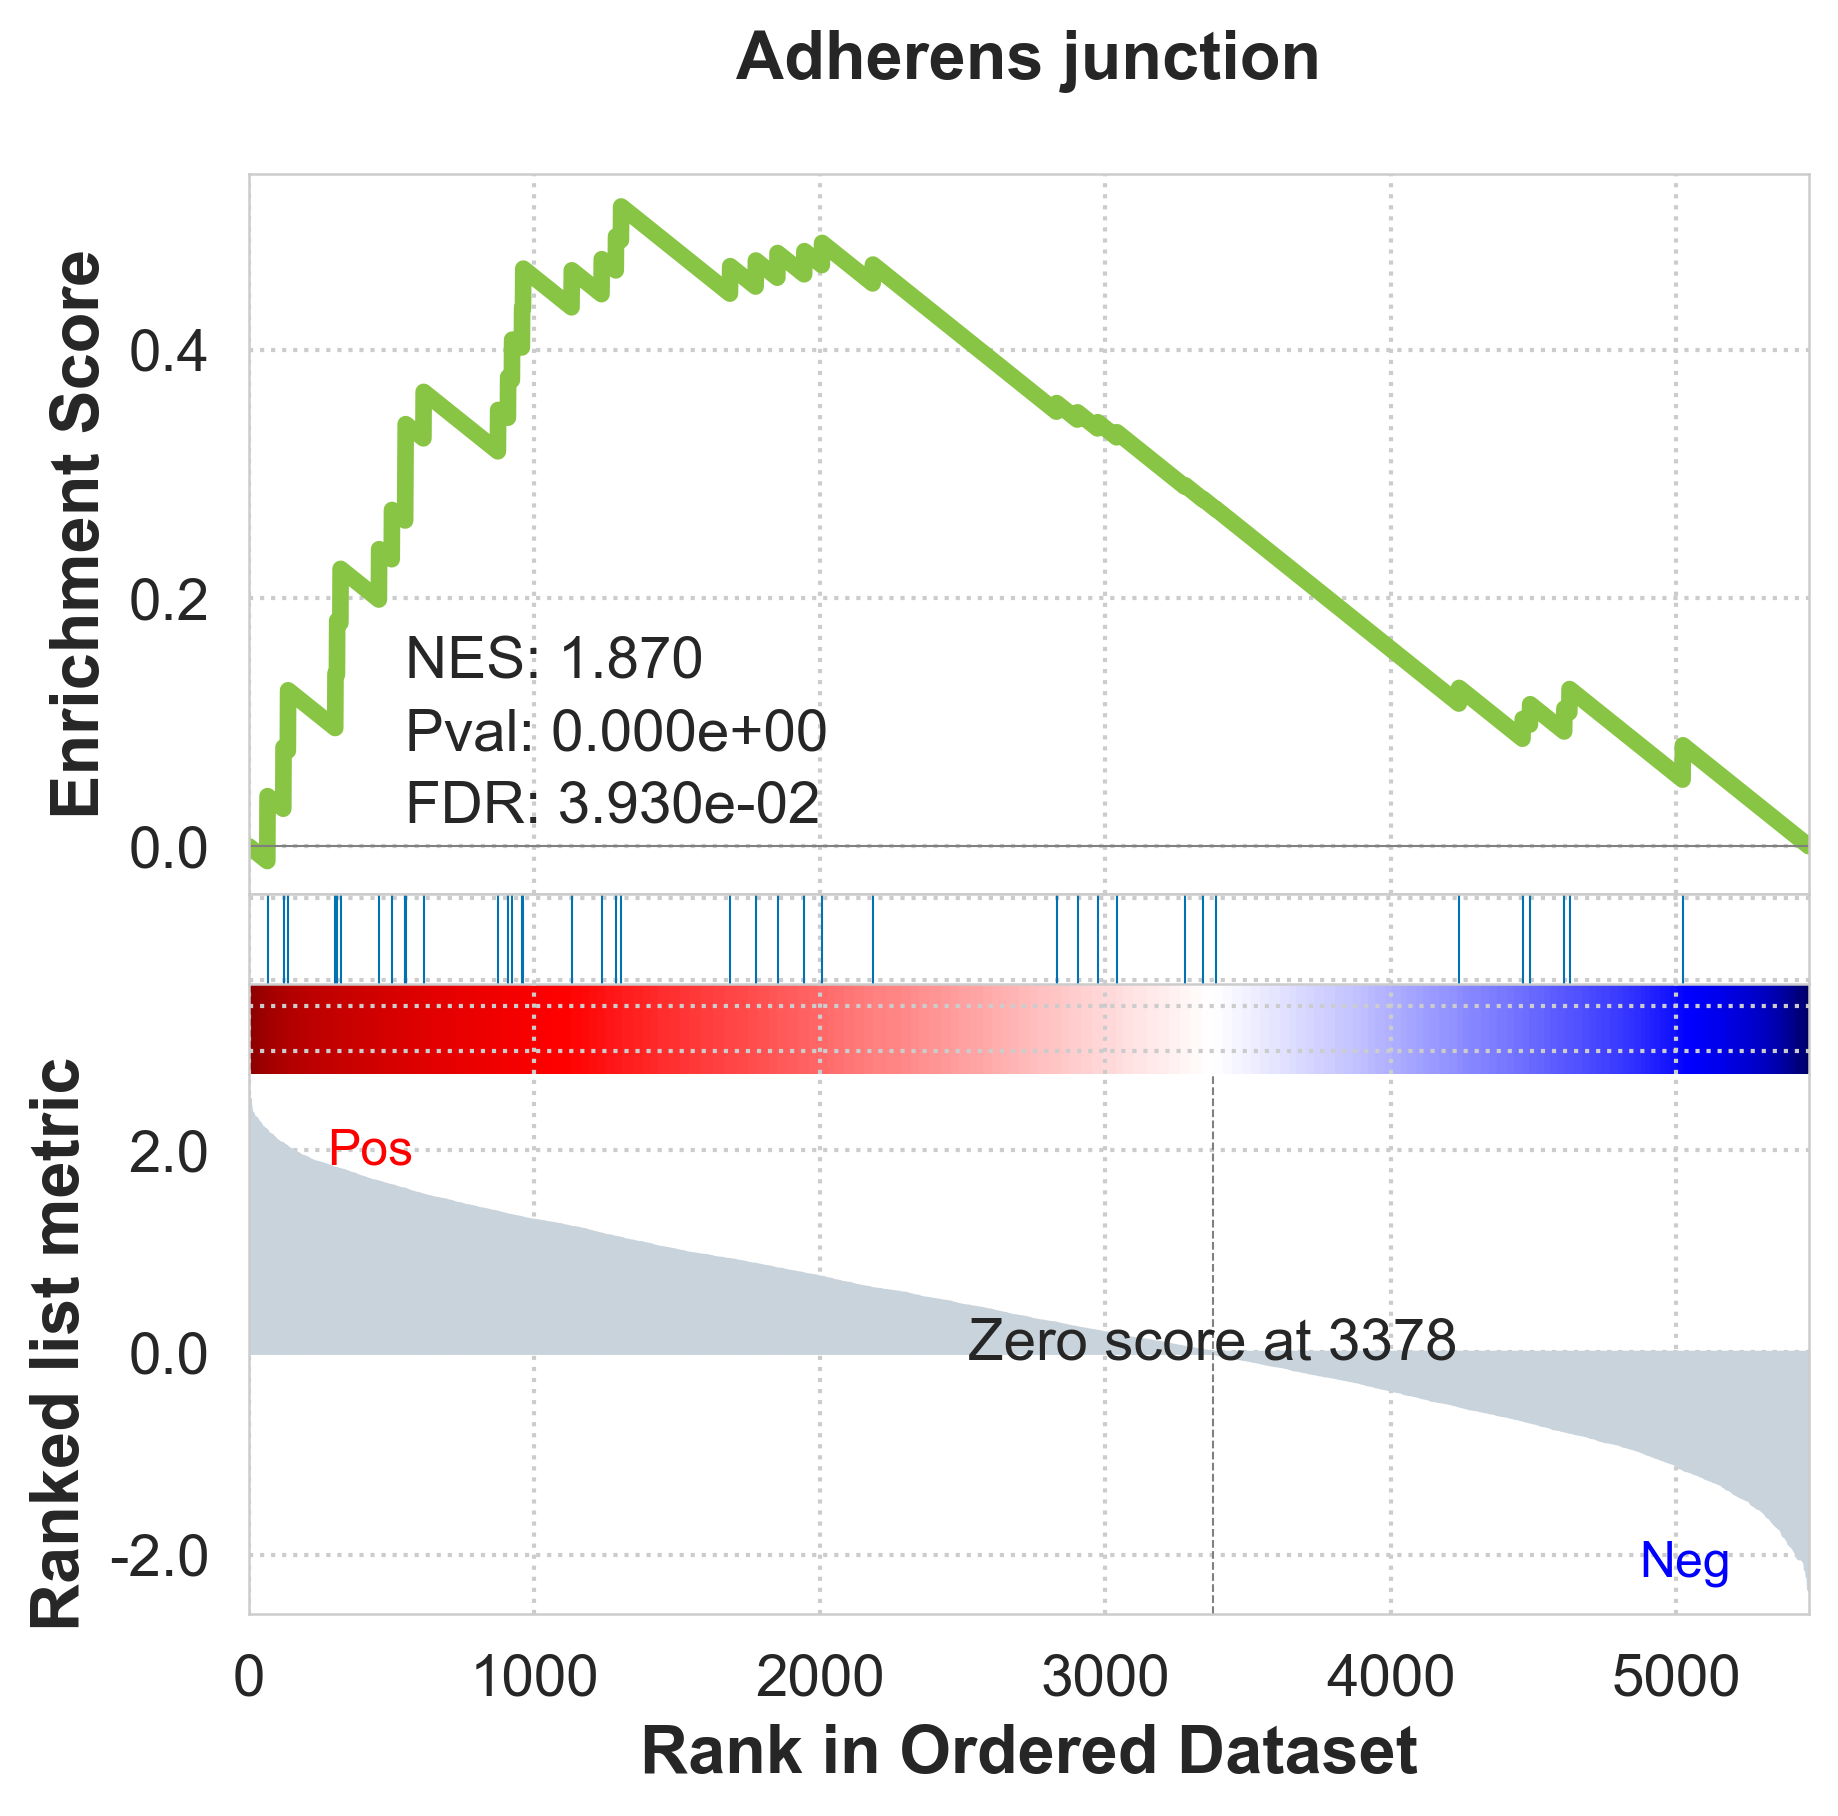 Adherens junction
Enrichment Score
0.4
0.2
0.0
NES: 1.870
Pval: 0.000e+00
FDR: 3.930e-02
Ranked list metric
2.0
0.0
-2.0
Pos
Zero score at 3378
Neg
0 1000 2000 3000 4000 5000
Rank in Ordered Dataset